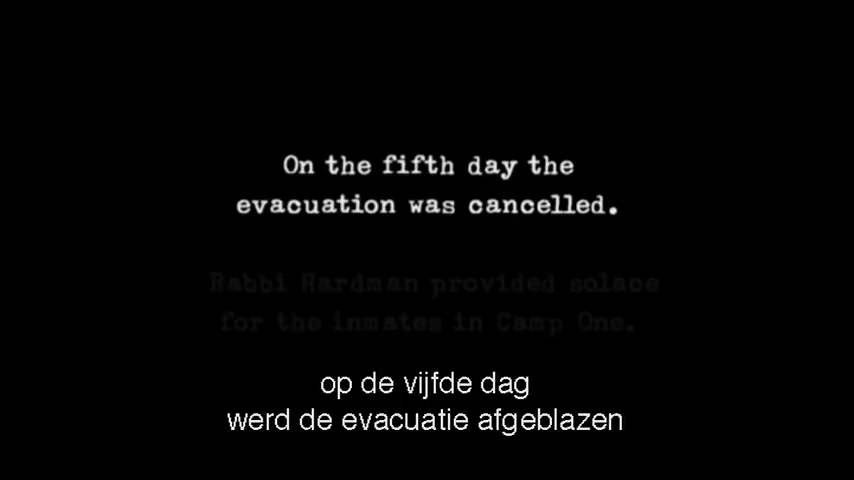 On the fifth day the
evacuation was cancelled.
Rabbi Hardman provided solace
for the inmates in Camp One.
op de vijfde dag
werd de evacuatie afgeblazen